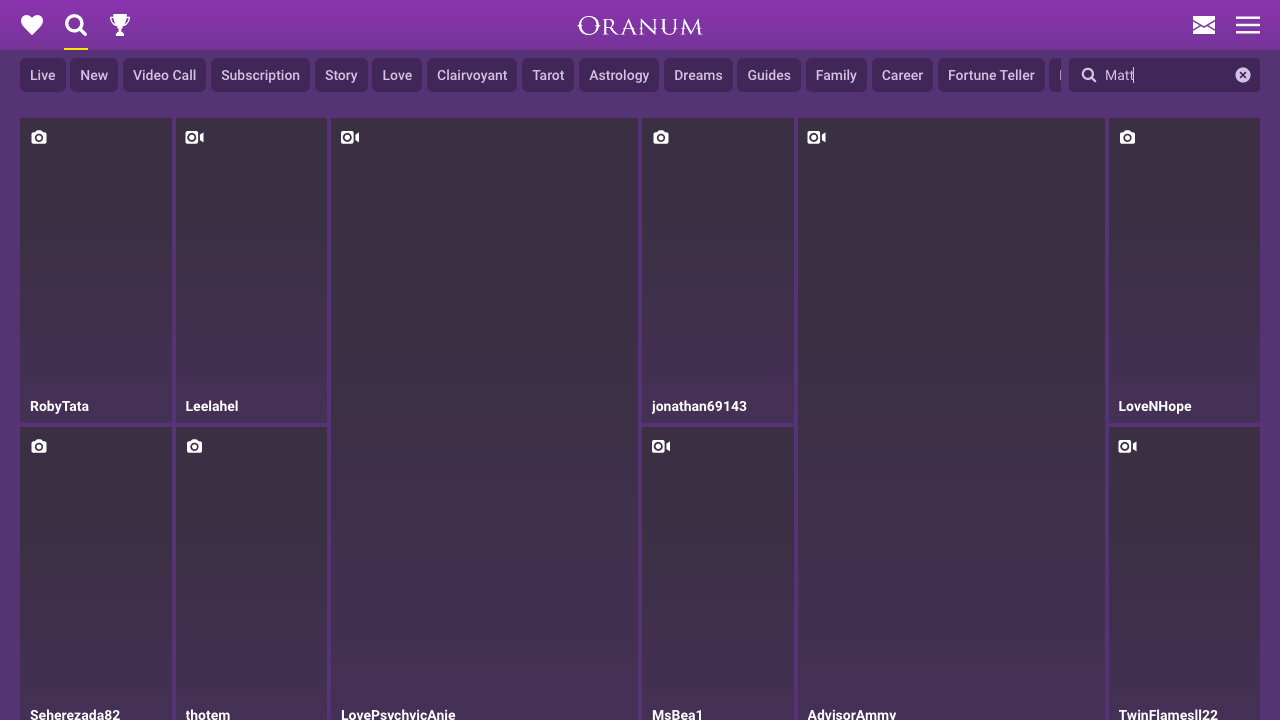 ORANUM
Live New Video Call Subscription Story Love Clairvoyant Tarot Astrology Dreams Guides Family Career Fortune Teller Matt
RobyTata Leelahel jonathan69143 LoveNHope
Seherezada82 thotem LovePsychvicAnie MsBea1 AdvisorAmmy TwinFlamesll22